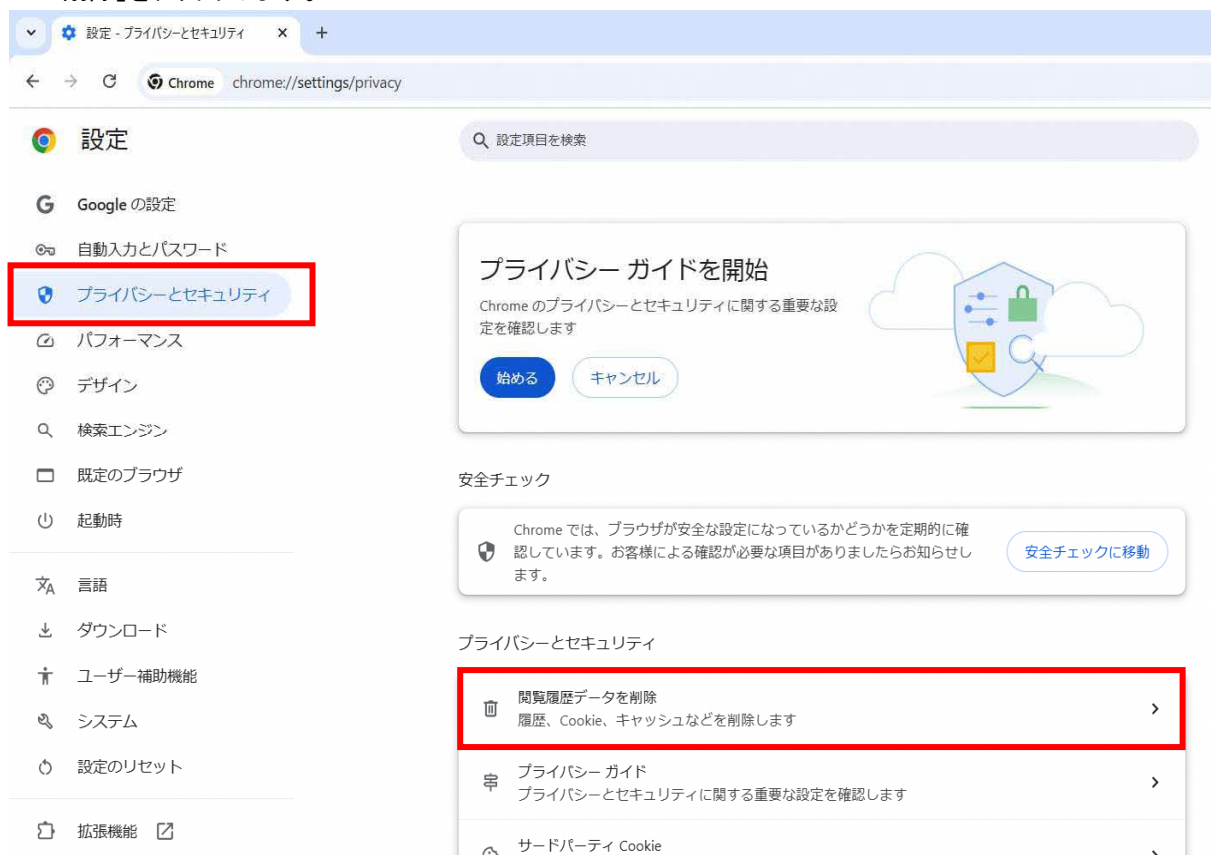 設定 - プライバシーとセキュリティ
Chrome
chrome://settings/privacy
設定
設定項目を検索
Google の設定
自動入力とパスワード
プライバシーとセキュリティ
パフォーマンス
デザイン
検索エンジン
既定のブラウザ
起動時
言語
ダウンロード
ユーザー補助機能
システム
設定のリセット
拡張機能
プライバシー ガイドを開始
Chrome のプライバシーとセキュリティに関する重要な設
定を確認します
始める
キャンセル
安全チェック
Chrome では、ブラウザが安全な設定になっているかどうかを定期的に確
認しています。お客様による確認が必要な項目がありましたらお知らせし
ます。
安全チェックに移動
プライバシーとセキュリティ
閲覧履歴データを削除
履歴、Cookie、キャッシュなどを削除します
プライバシー ガイド
プライバシーとセキュリティに関する重要な設定を確認します
サードパーティ Cookie